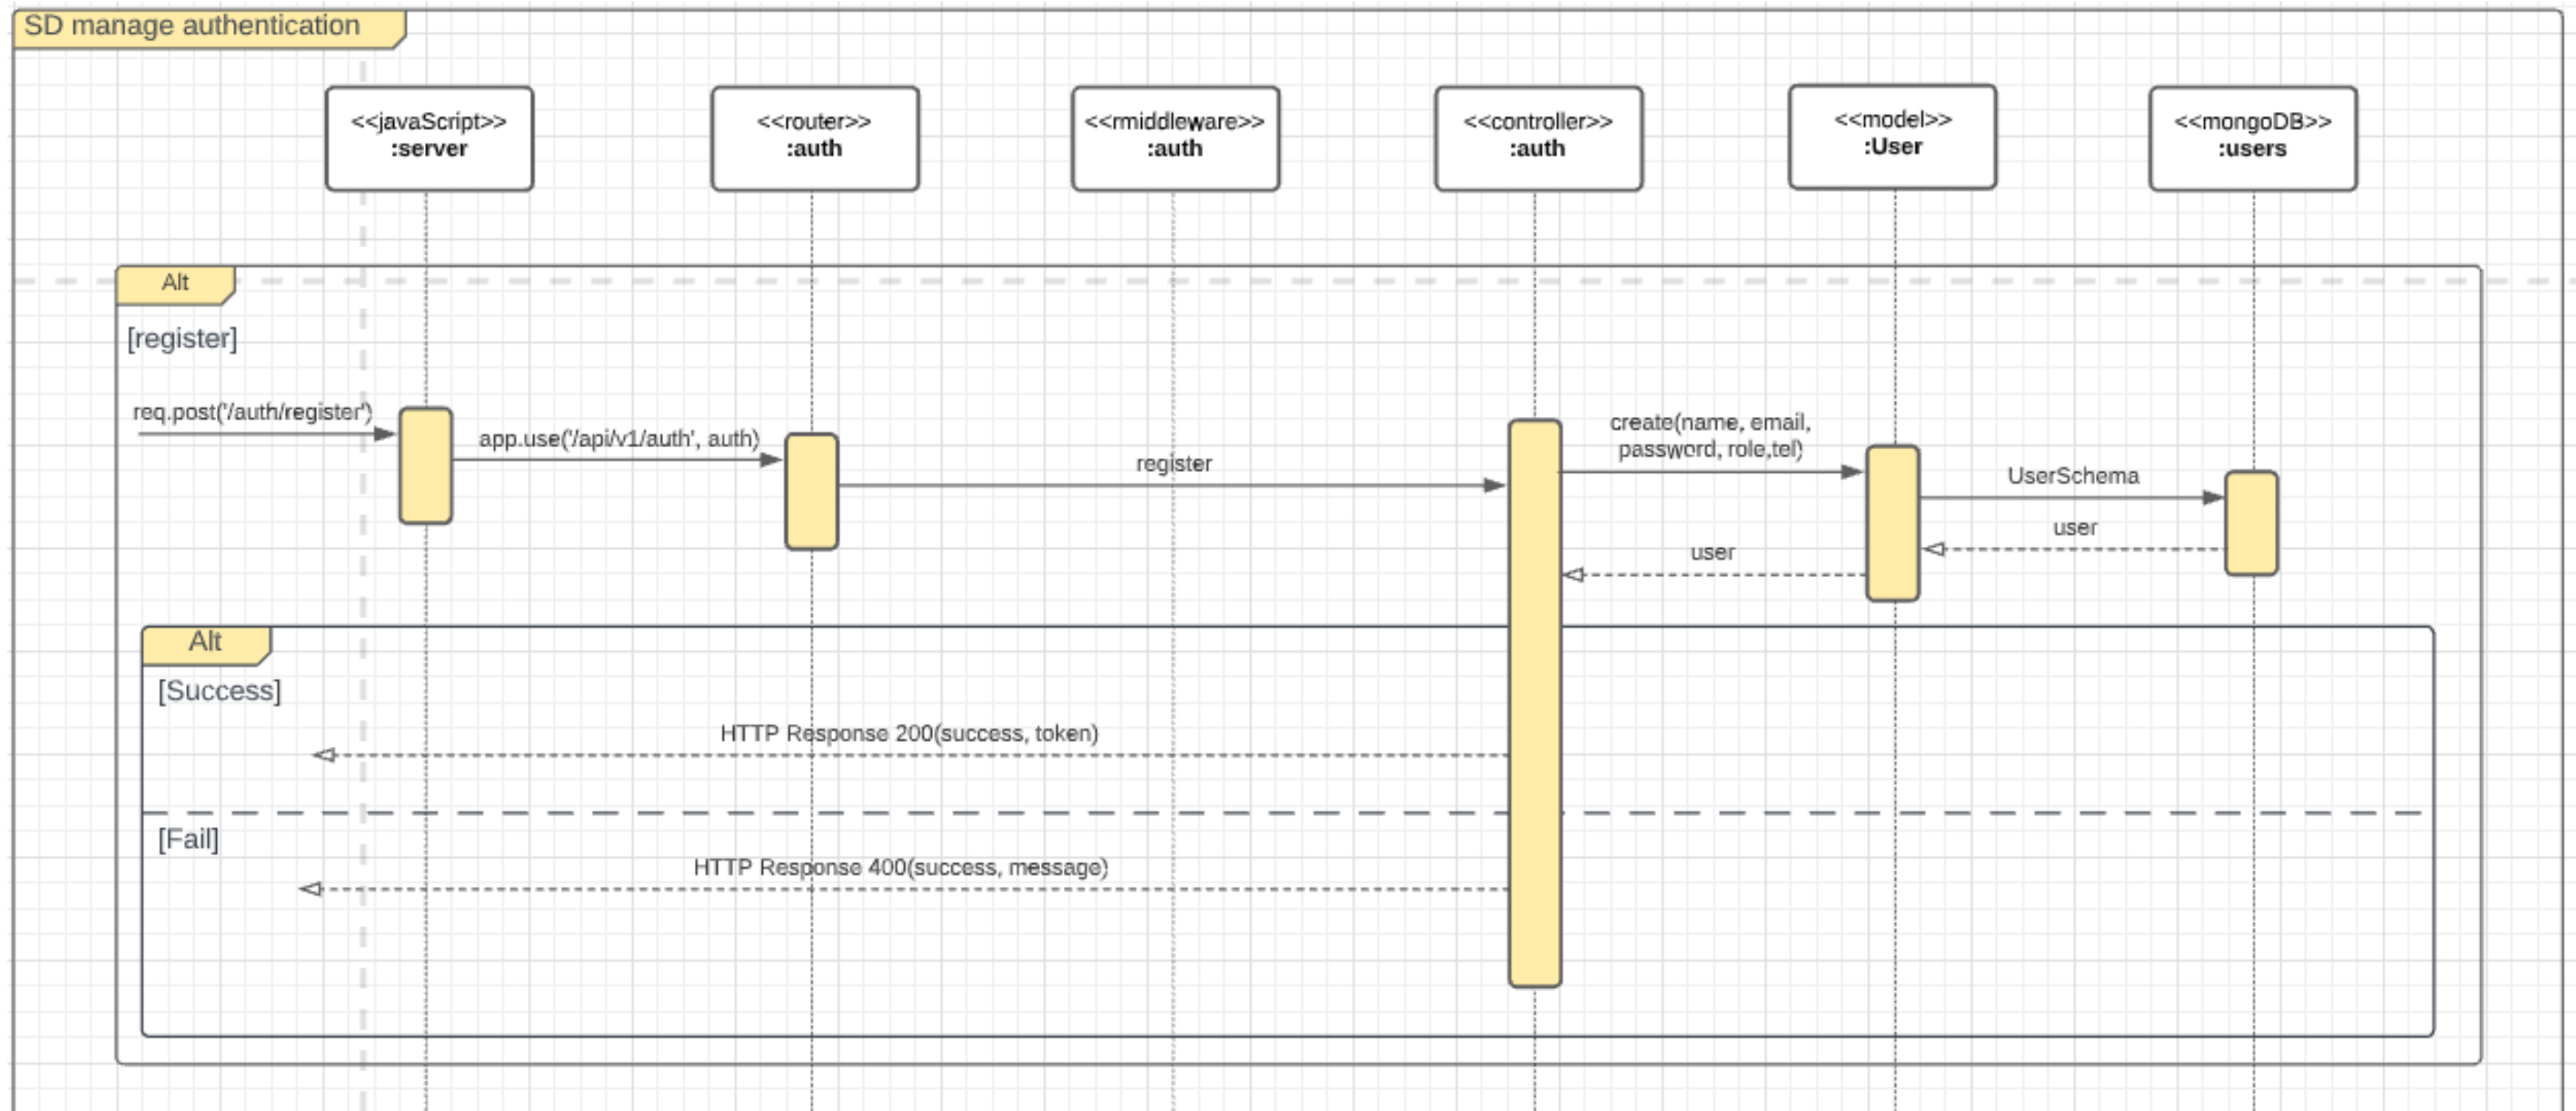 SD manage authentication
<<javaScript>>
:server
<<router>>
:auth
<<rmiddleware>>
:auth
<<controller>>
:auth
<<model>>
:User
<<mongoDB>>
:users
Alt
[register]
req.post('/auth/register')
app.use('/api/v1/auth', auth)
register
create(name, email,
password, role,tel)
UserSchema
user
user
Alt
[Success]
HTTP Response 200(success, token)
[Fail]
HTTP Response 400(success, message)